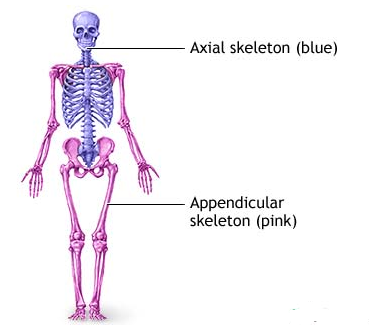 Axial skeleton (blue)
Appendicular
skeleton (pink)